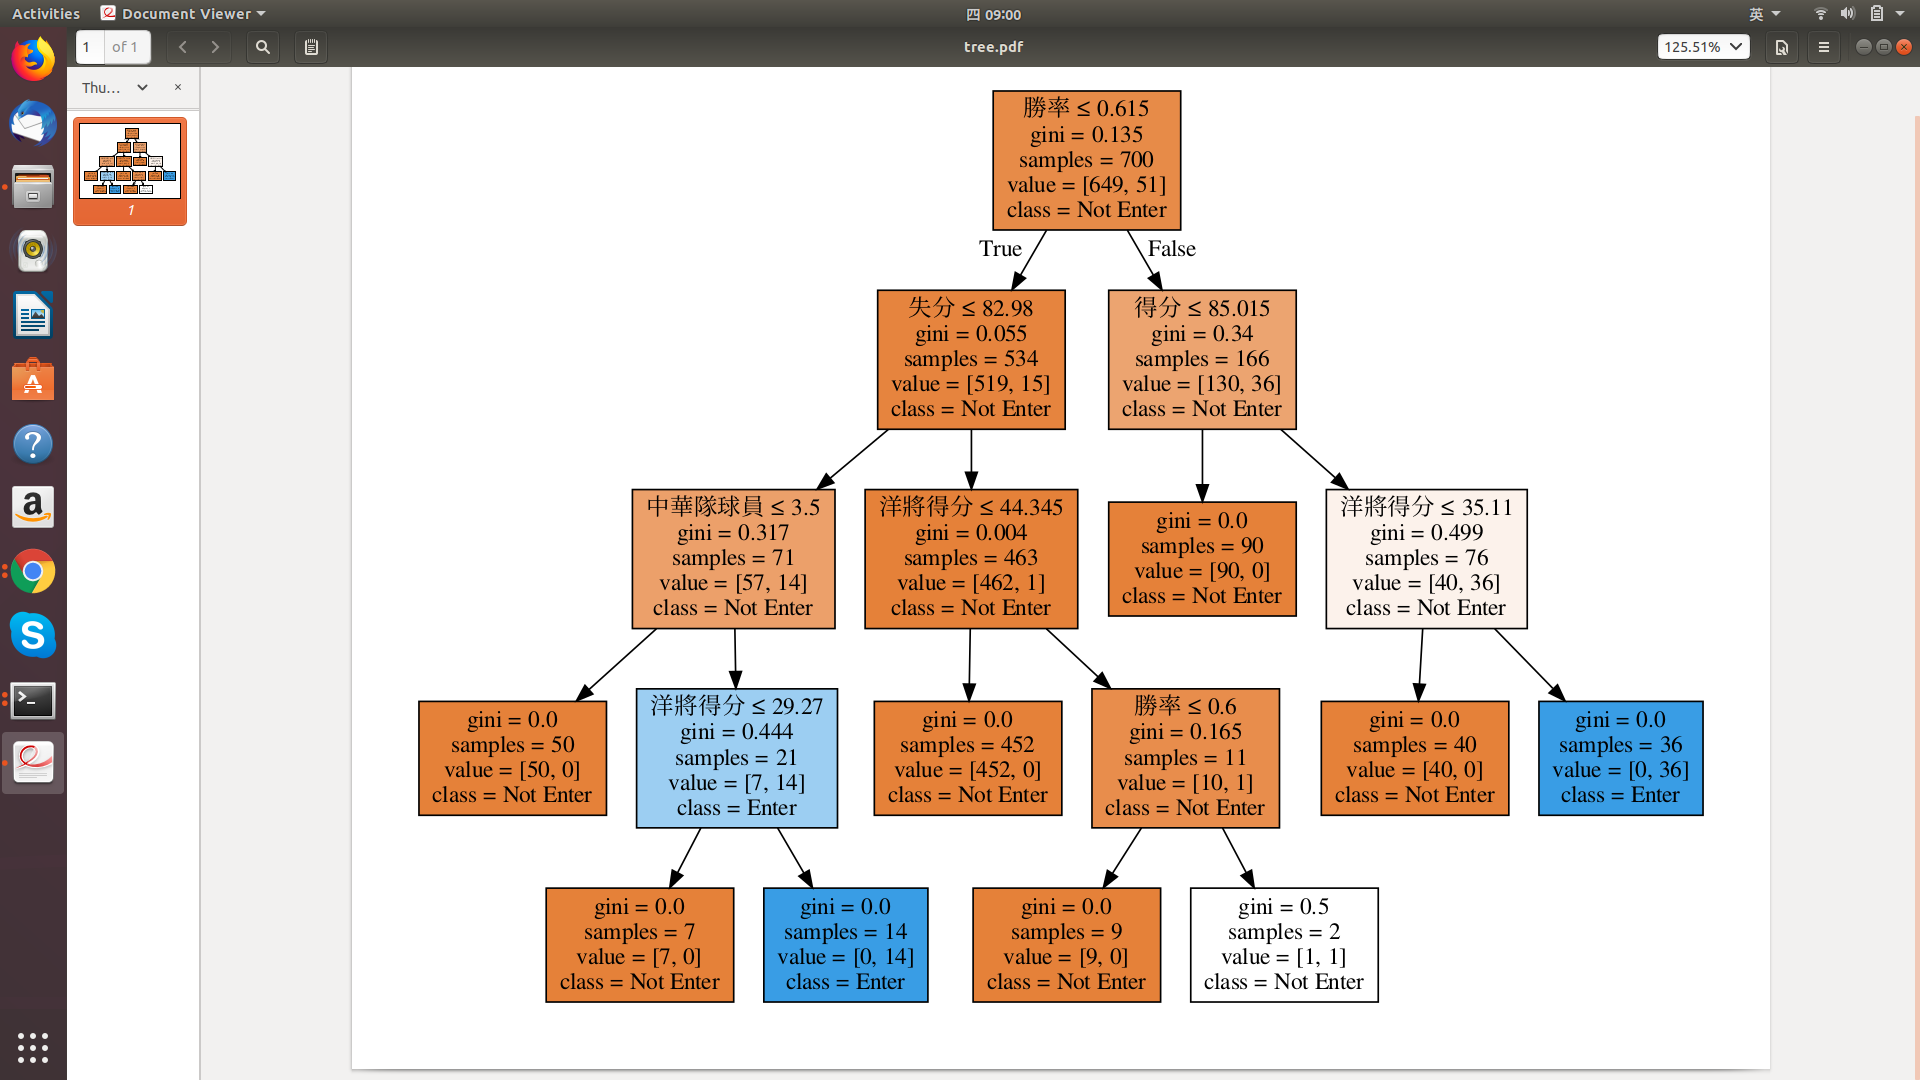 Activities
Document Viewer
四 09:00
英
1 of 1
tree.pdf
125.51%
Thu...
1
勝率 ≤ 0.615
gini = 0.135
samples = 700
value = [649, 51]
class = Not Enter
True
False
失分 ≤ 82.98
gini = 0.055
samples = 534
value = [519, 15]
class = Not Enter
得分 ≤ 85.015
gini = 0.34
samples = 166
value = [130, 36]
class = Not Enter
中華隊球員 ≤ 3.5
gini = 0.317
samples = 71
value = [57, 14]
class = Not Enter
洋將得分 ≤ 44.345
gini = 0.004
samples = 463
value = [462, 1]
class = Not Enter
gini = 0.0
samples = 90
value = [90, 0]
class = Not Enter
洋將得分 ≤ 35.11
gini = 0.499
samples = 76
value = [40, 36]
class = Not Enter
gini = 0.0
samples = 50
value = [50, 0]
class = Not Enter
洋將得分 ≤ 29.27
gini = 0.444
samples = 21
value = [7, 14]
class = Enter
gini = 0.0
samples = 452
value = [452, 0]
class = Not Enter
勝率 ≤ 0.6
gini = 0.165
samples = 11
value = [10, 1]
class = Not Enter
gini = 0.0
samples = 40
value = [40, 0]
class = Not Enter
gini = 0.0
samples = 36
value = [0, 36]
class = Enter
gini = 0.0
samples = 7
value = [7, 0]
class = Not Enter
gini = 0.0
samples = 14
value = [0, 14]
class = Enter
gini = 0.0
samples = 9
value = [9, 0]
class = Not Enter
gini = 0.5
samples = 2
value = [1, 1]
class = Not Enter